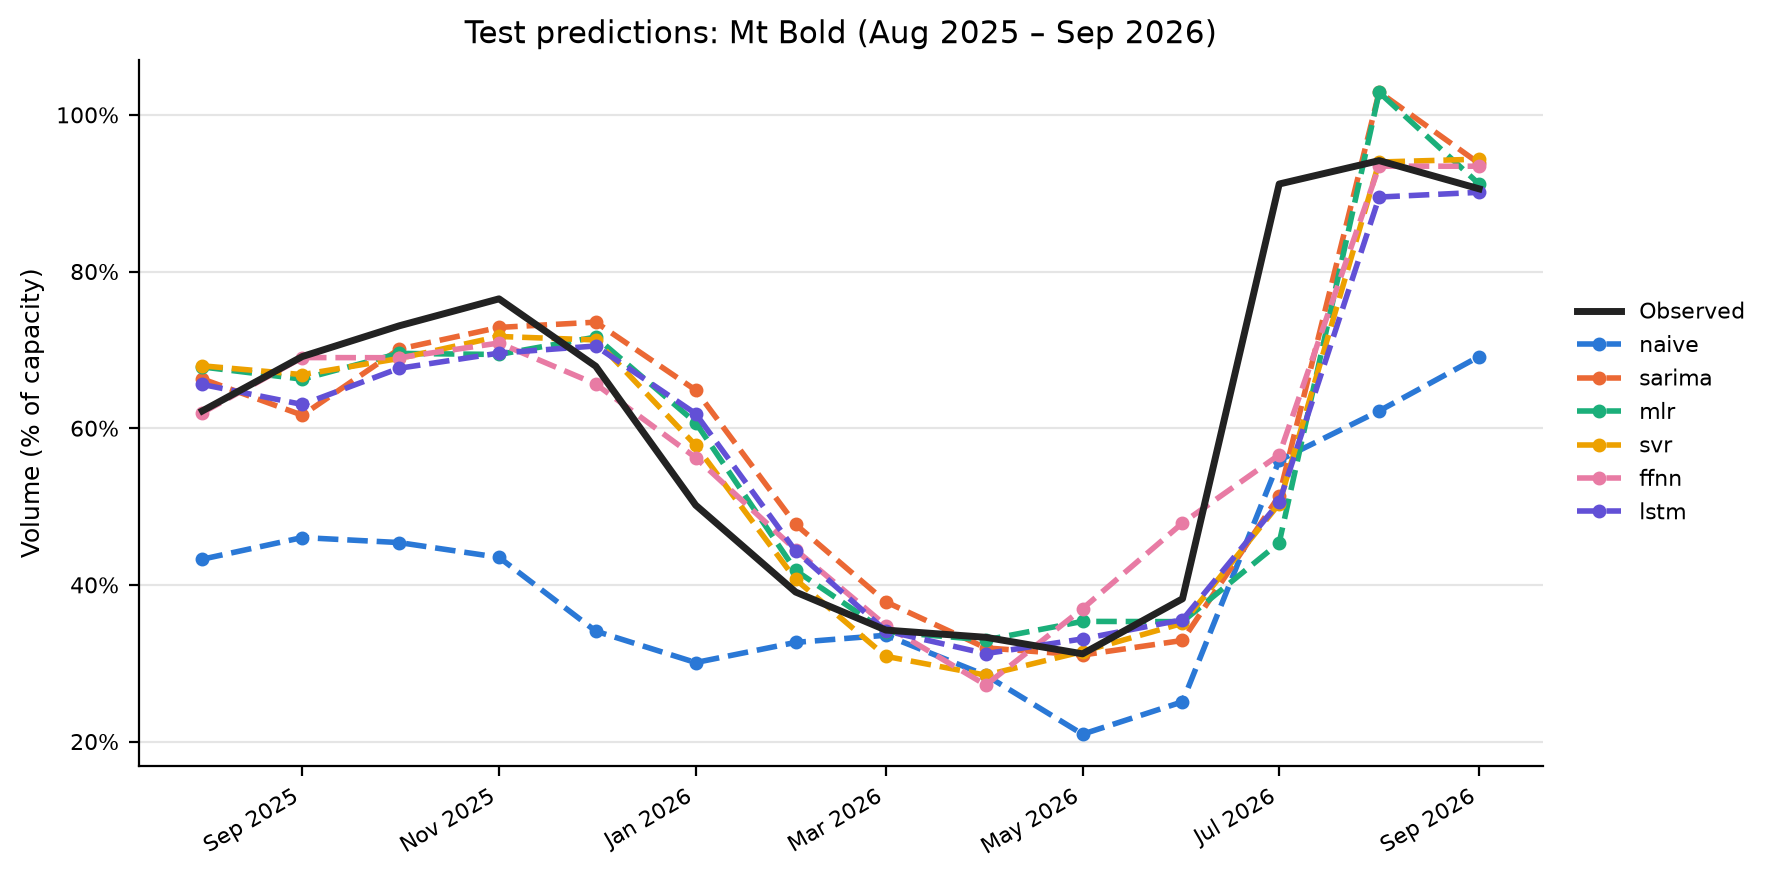 Test predictions: Mt Bold (Aug 2025 – Sep 2026)
Volume (% of capacity)
100%
80%
60%
40%
20%
Sep 2025
Nov 2025
Jan 2026
Mar 2026
May 2026
Jul 2026
Sep 2026
Observed
naive
sarima
mlr
svr
ffnn
lstm